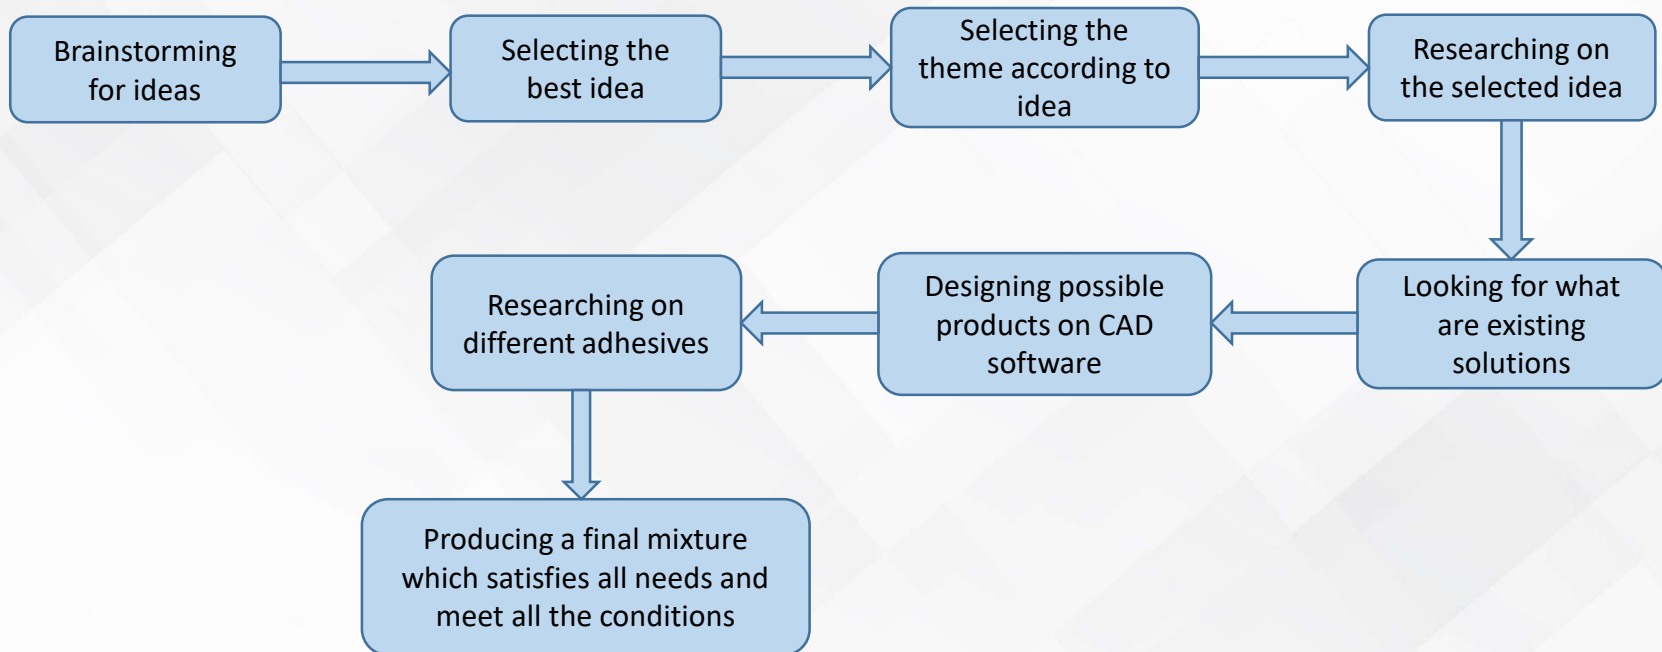 Brainstorming
for ideas
Selecting the
best idea
Selecting the
theme according to
idea
Researching on
the selected idea
Looking for what
are existing
solutions
Designing possible
products on CAD
software
Researching on
different adhesives
Producing a final mixture
which satisfies all needs and
meet all the conditions